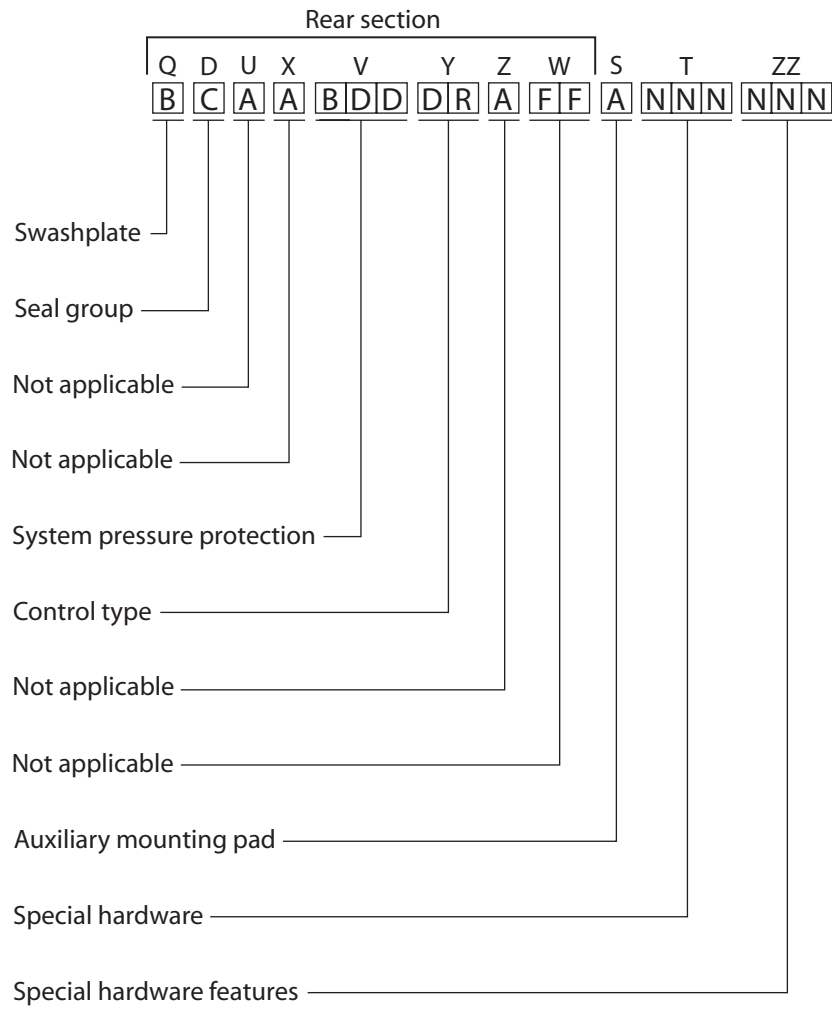 Rear section
Q D U X V Y Z W S T ZZ
B C A A B D D D R A F F A N N N N N N
Swashplate
Seal group
Not applicable
Not applicable
System pressure protection
Control type
Not applicable
Not applicable
Auxiliary mounting pad
Special hardware
Special hardware features